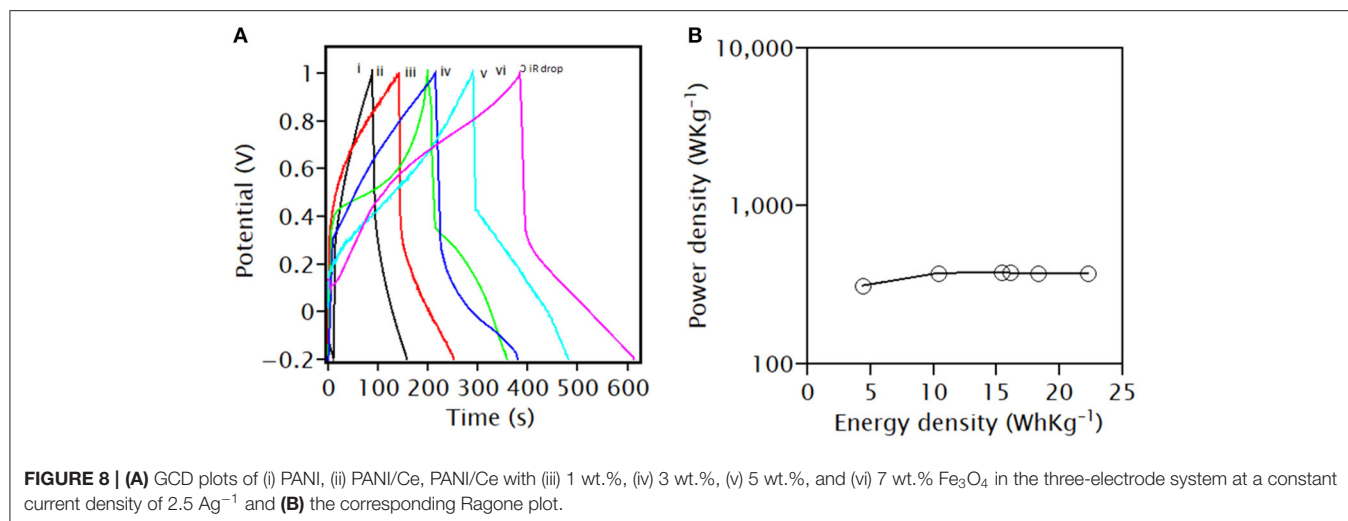 A
B
i ii iii iv v vi Ↄ iR drop
1
0.8
0.6
0.4
0.2
0
−0.2
Potential (V)
0 100 200 300 400 500 600
Time (s)
10,000
1,000
100
Power density (WKg⁻¹)
0 5 10 15 20 25
Energy density (WhKg⁻¹)
FIGURE 8 | (A) GCD plots of (i) PANI, (ii) PANI/Ce, PANI/Ce with (iii) 1 wt.%, (iv) 3 wt.%, (v) 5 wt.%, and (vi) 7 wt.% Fe₃O₄ in the three-electrode system at a constant
current density of 2.5 Ag⁻¹ and (B) the corresponding Ragone plot.